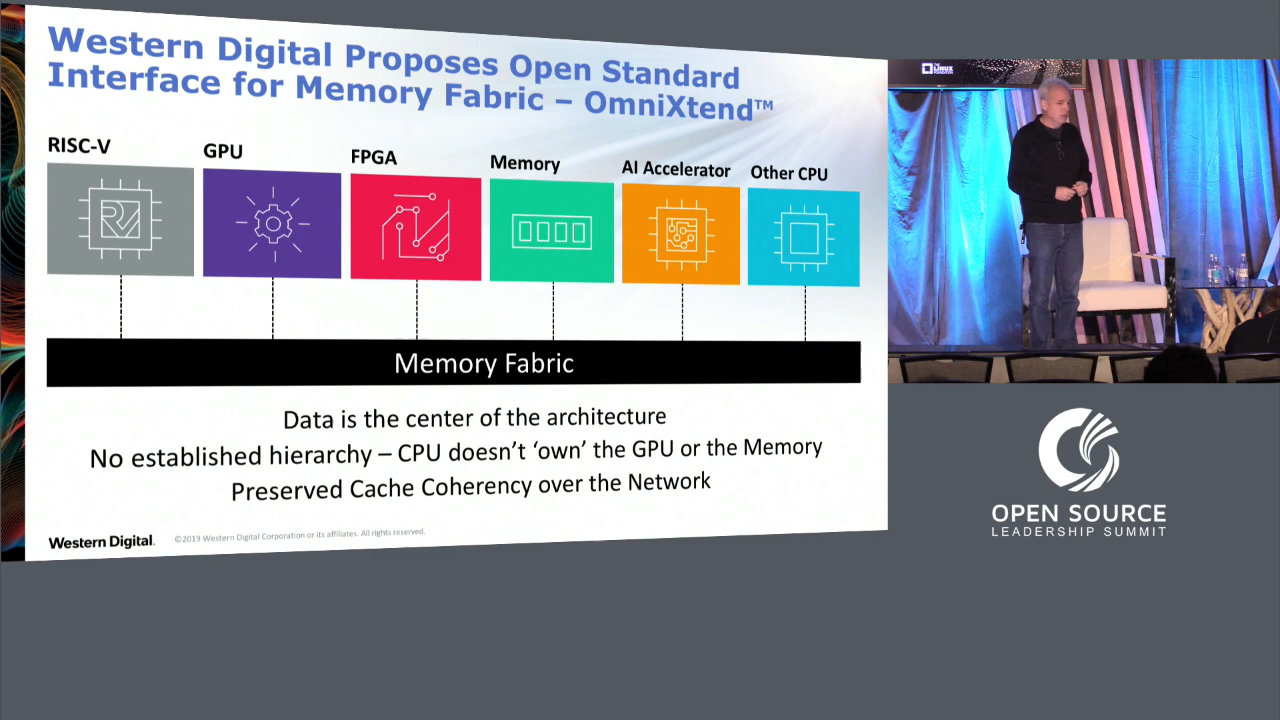 Western Digital Proposes Open Standard
Interface for Memory Fabric – OmniXtend™
RISC-V
GPU
FPGA
Memory
AI Accelerator
Other CPU
Memory Fabric
Data is the center of the architecture
No established hierarchy – CPU doesn’t ‘own’ the GPU or the Memory
Preserved Cache Coherency over the Network
Western Digital.
©2019 Western Digital Corporation or its affiliates. All rights reserved.
LINUX
OPEN SOURCE
LEADERSHIP SUMMIT